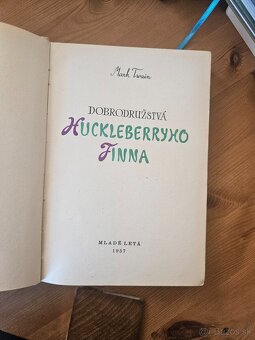 Mark Twain
DOBRODRUŽSTVÁ
HUCKLEBERRYHO
FINNA
MLADÉ LETÁ
1957